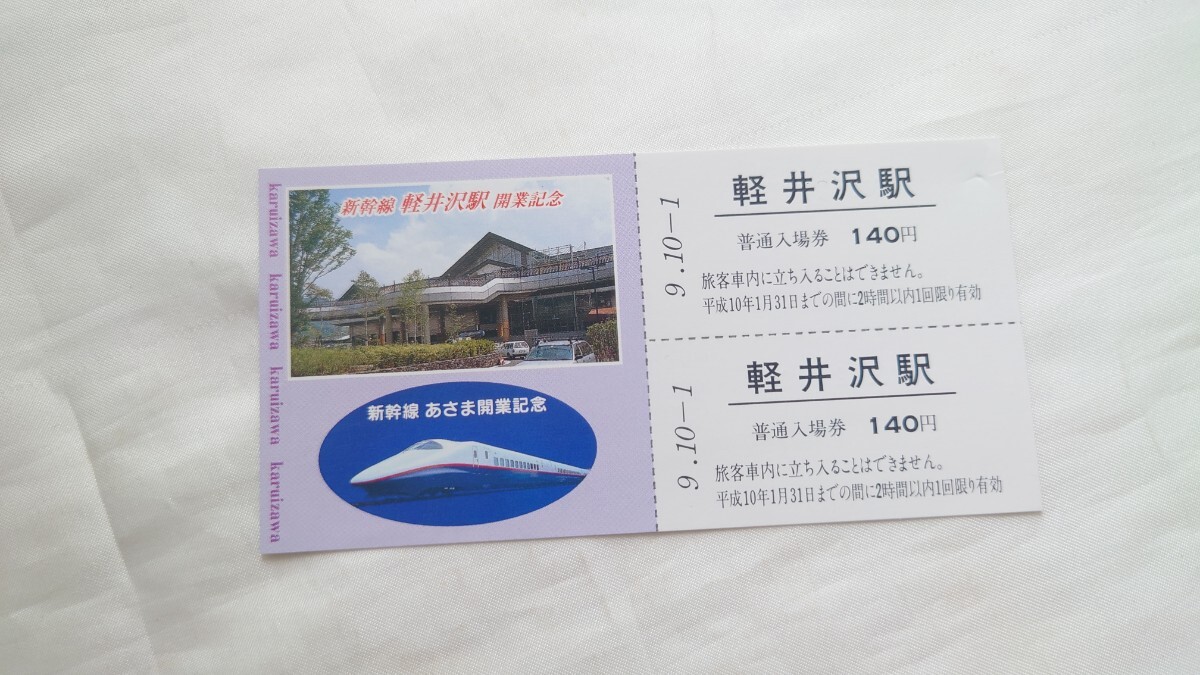 karuizawa karuizawa karuizawa karuizawa
新幹線 軽井沢駅 開業記念
新幹線 あさま開業記念
9.10-1
軽井沢駅
普通入場券 140円
旅客車内に立ち入ることはできません。
平成10年1月31日までの間に2時間以内1回限り有効
9.10-1
軽井沢駅
普通入場券 140円
旅客車内に立ち入ることはできません。
平成10年1月31日までの間に2時間以内1回限り有効